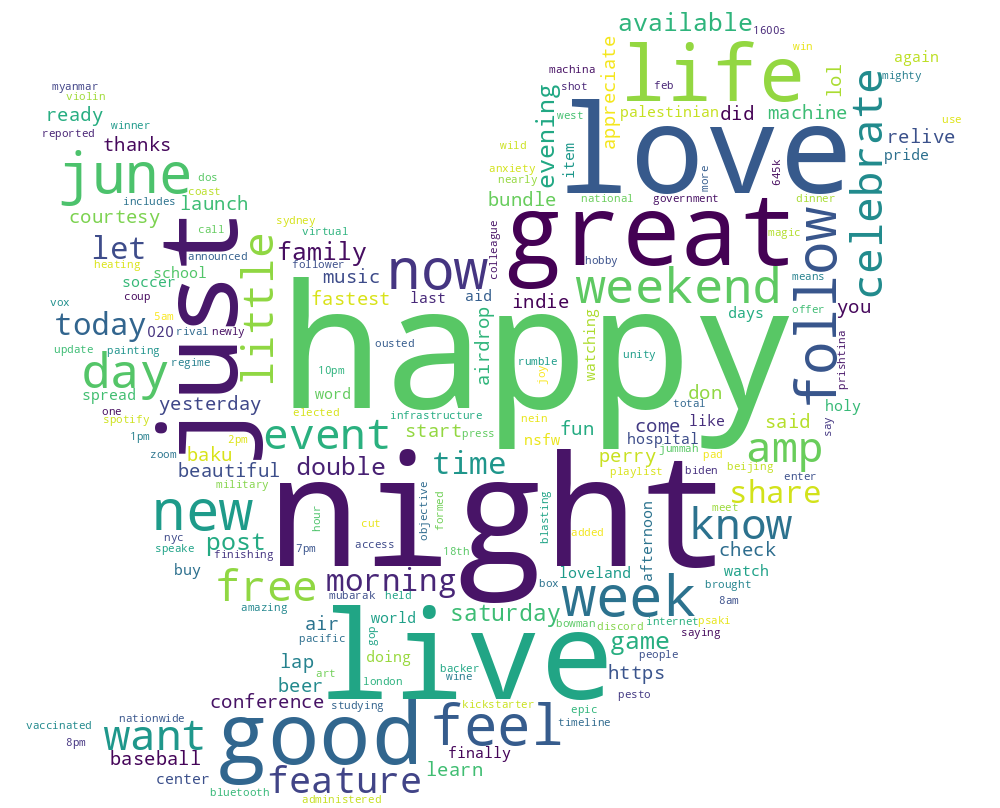 available
1600s
life
win
again
mighty
machina
shot
feb
appreciate
lol
celebrate
myanmar
violin
ready
reported
winner
thanks
evening
west
item
palestinian
did
machine
love
relive
pride
use
june
dos
coast
includes
courtesy
launch
wild
anxiety
nearly
bundle
national
government
more
645k
dinner
magic
just
call
sydney
virtual
family
follower
little
let
announced
heating
school
soccer
coup
music
now
colleague
great
hobby
weekend
means
offer
follow
you
vox
today
020
5am
rival
newly
fastest
last
aid
indie
days
happy
update
painting
regime
day
spread
ousted
airdrop
rumble
joy
watching
unity
prishtina
10pm
word
one
spotify
yesterday
elected
infrastructure
nein
don
total
holy
say
1pm
2pm
event
start
press
fun
come
like
said
zoom
baku
beautiful
double
time
nsfw
hospital
perry
jummah
amp
playlist
biden
pad
beijing
enter
military
night
share
meet
new
hour
cut
objective
formed
blasting
added
know
nyc
speake
post
finishing
7pm
access
18th
afternoon
check
buy
free
morning
mubarak
held
box
loveland
week
watch
brought
8am
amazing
air
pacific
gop
world
saturday
bowman
discord
internet
psaki
saying
live
lap
doing
game
people
beer
art
london
backer
wine
https
pesto
conference
studying
kickstarter
epic
timeline
vaccinated
nationwide
8pm
want
good
feel
baseball
finally
center
feature
learn
bluetooth
administered